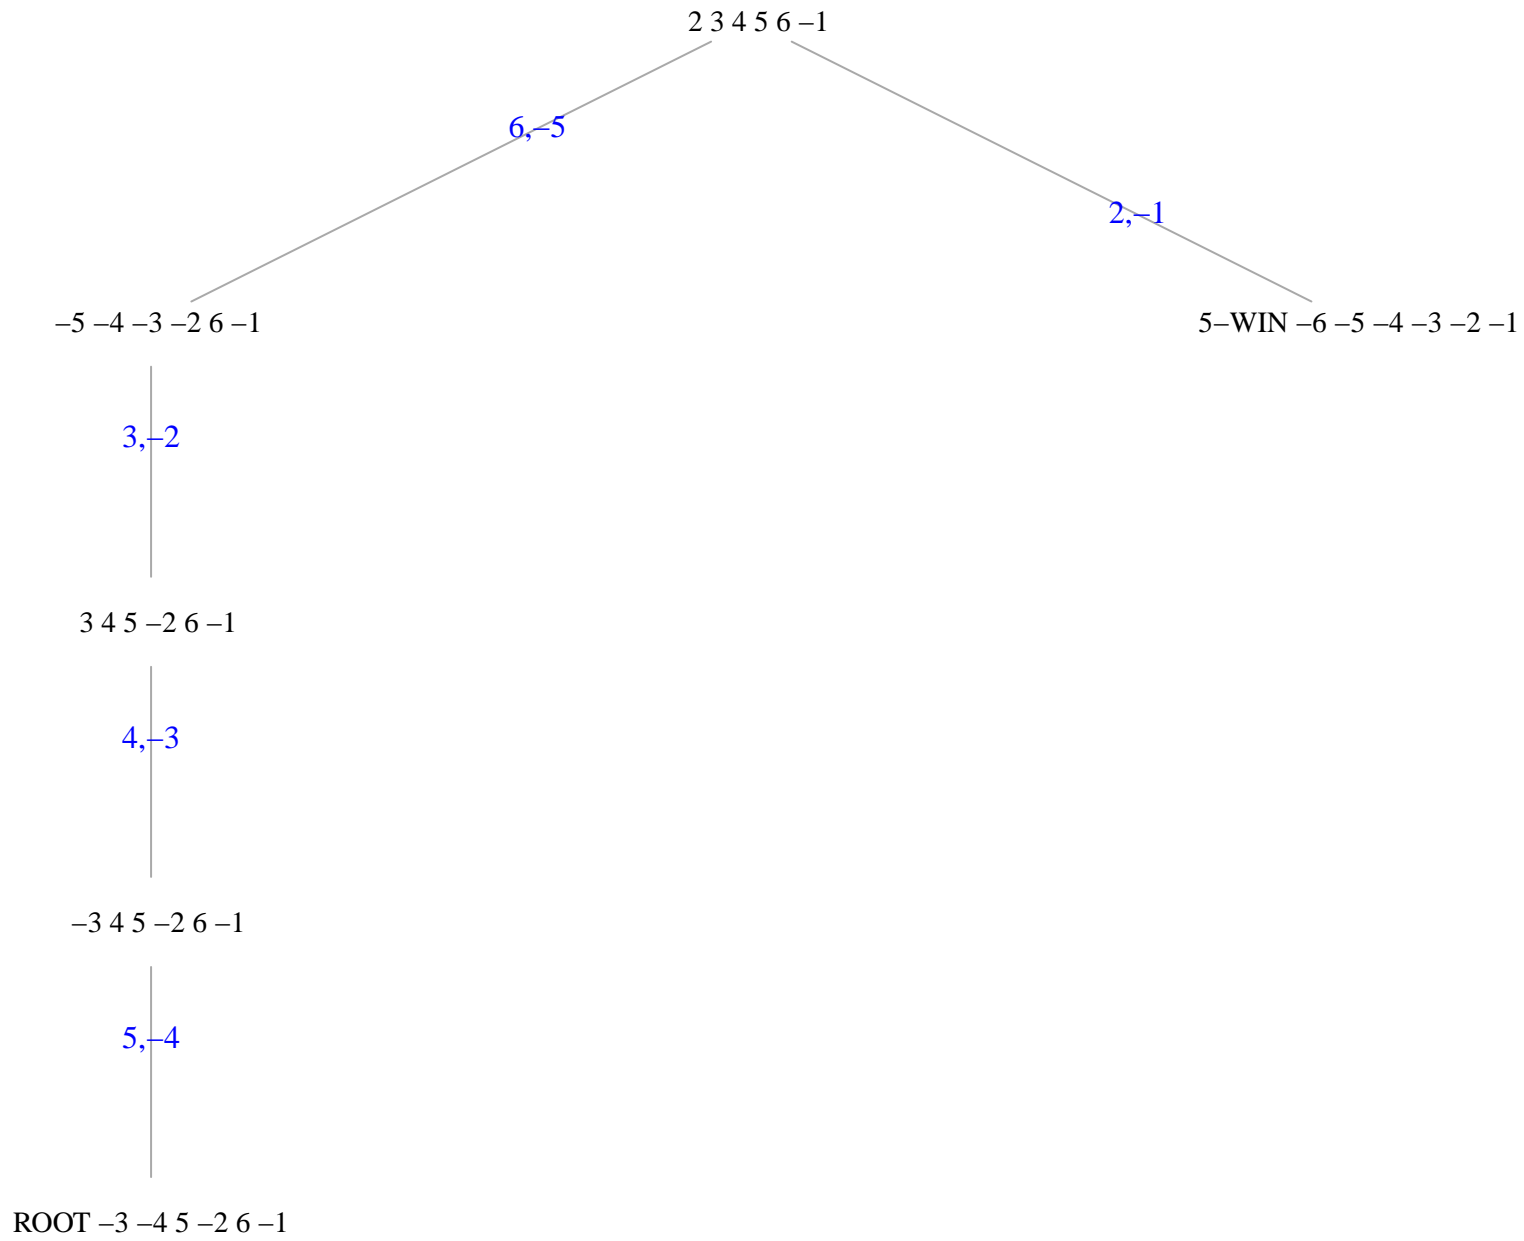 2 3 4 5 6 –1
6,–5
2,–1
–5 –4 –3 –2 6 –1
5–WIN –6 –5 –4 –3 –2 –1
3,–2
3 4 5 –2 6 –1
4,–3
–3 4 5 –2 6 –1
5,–4
ROOT –3 –4 5 –2 6 –1